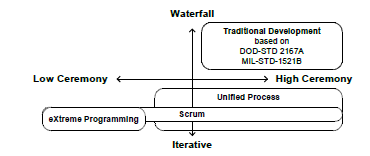 Waterfall
Traditional Development
based on
DOD-STD 2167A
MIL-STD-1521B
Low Ceremony
High Ceremony
Unified Process
Scrum
eXtreme Programming
Iterative